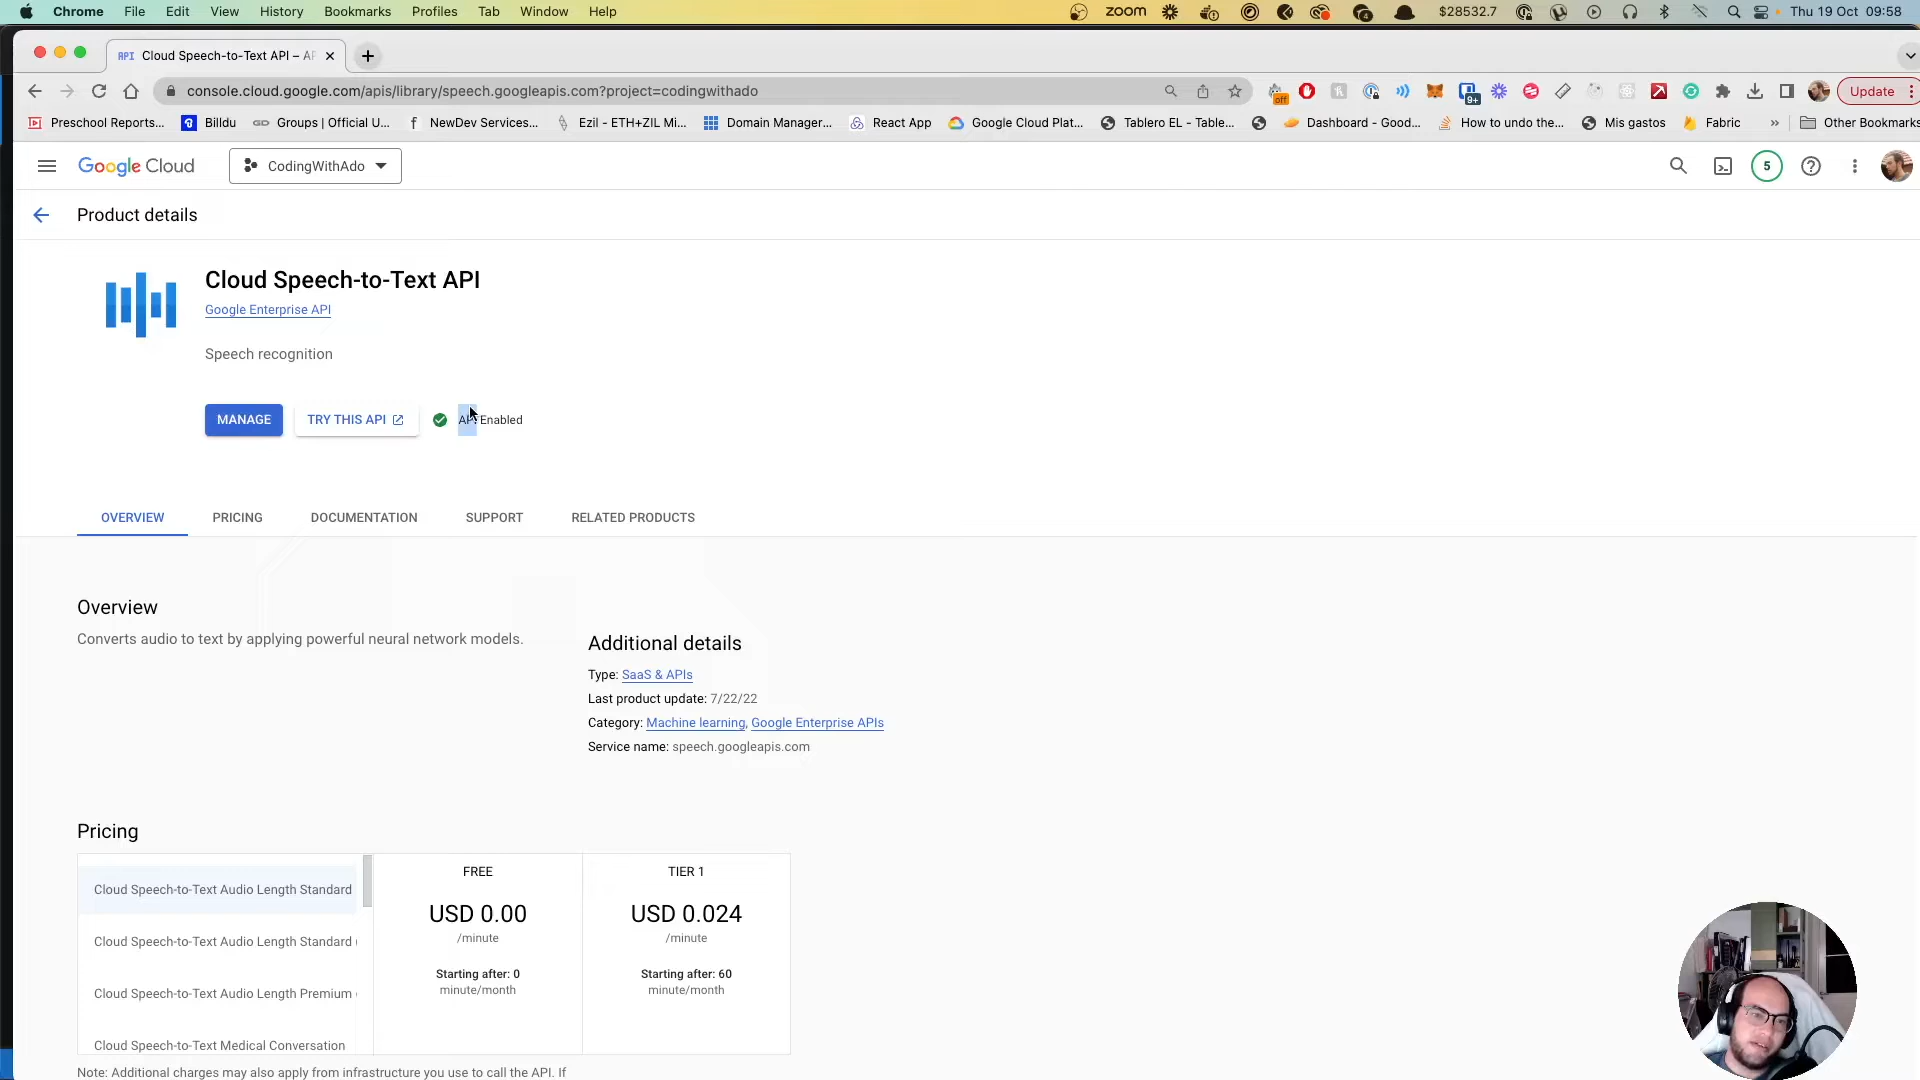 Chrome File Edit View History Bookmarks Profiles Tab Window Help
zoom 4 $28532.7 Thu 19 Oct 09:58
API Cloud Speech-to-Text API – AP
console.cloud.google.com/apis/library/speech.googleapis.com?project=codingwithado
off 9+ Update
Preschool Reports... Billdu Groups | Official U... NewDev Services... Ezil - ETH+ZIL Mi... Domain Manager... React App Google Cloud Plat... Tablero EL - Table... Dashboard - Good... How to undo the... Mis gastos Fabric » Other Bookmarks
Google Cloud CodingWithAdo 5
Product details
Cloud Speech-to-Text API
Google Enterprise API
Speech recognition
MANAGE TRY THIS API API Enabled
OVERVIEW PRICING DOCUMENTATION SUPPORT RELATED PRODUCTS
Overview
Converts audio to text by applying powerful neural network models.
Additional details
Type: SaaS & APIs
Last product update: 7/22/22
Category: Machine learning, Google Enterprise APIs
Service name: speech.googleapis.com
Pricing
Cloud Speech-to-Text Audio Length Standard
Cloud Speech-to-Text Audio Length Standard (
Cloud Speech-to-Text Audio Length Premium (
Cloud Speech-to-Text Medical Conversation
FREE
USD 0.00
/minute
Starting after: 0
minute/month
TIER 1
USD 0.024
/minute
Starting after: 60
minute/month
Note: Additional charges may also apply from infrastructure you use to call the API. If